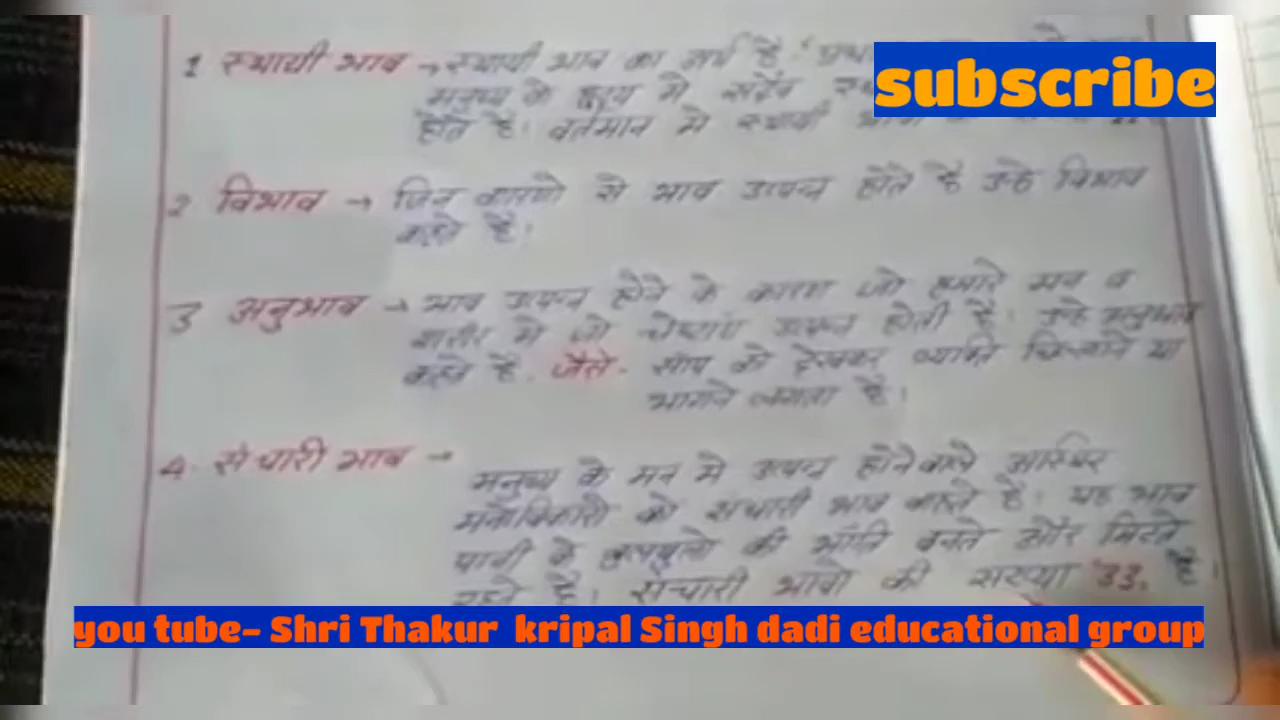 1 स्थायी भाव → स्थायी भाव का अर्थ है
subscribe
मनुष्य के हृदय मे सदैव
होते है। वर्तमान मे स्थायी
2 विभाव → जिन कारणो से भाव उत्पन्न होते है उन्हे विभाव
कहते है।
3 अनुभाव → भाव उत्पन्न होने के कारण जो हमारे मन व
शरीर मे जो चेष्टाएं उत्पन्न होती है। उन्हे अनुभाव
कहते है. जैसे- सांप को देखकर व्यक्ति चिल्लाने या
भागने लगता है।
4. संचारी भाव →
मनुष्य के मन मे उत्पन्न होने वाले अस्थिर
मनोविकारो को संचारी भाव कहते है। यह भाव
पानी के बुलबुलो की भाँति बनते और मिटते
रहते है। संचारी भावो की संख्या 33 है।
you tube- Shri Thakur kripal Singh dadi educational group